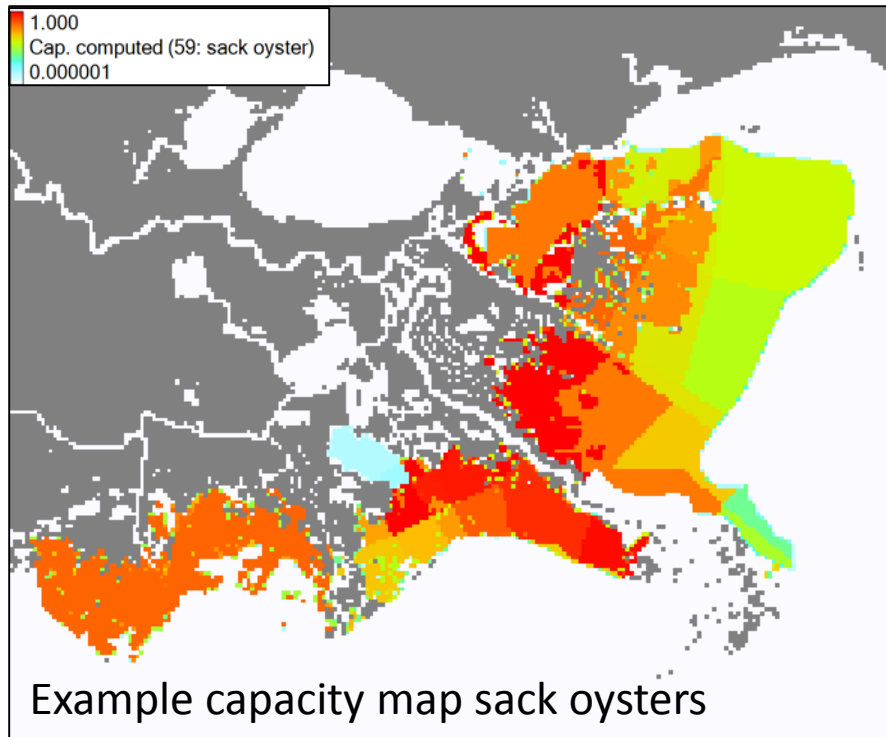 1.000
Cap. computed (59: sack oyster)
0.000001
Example capacity map sack oysters